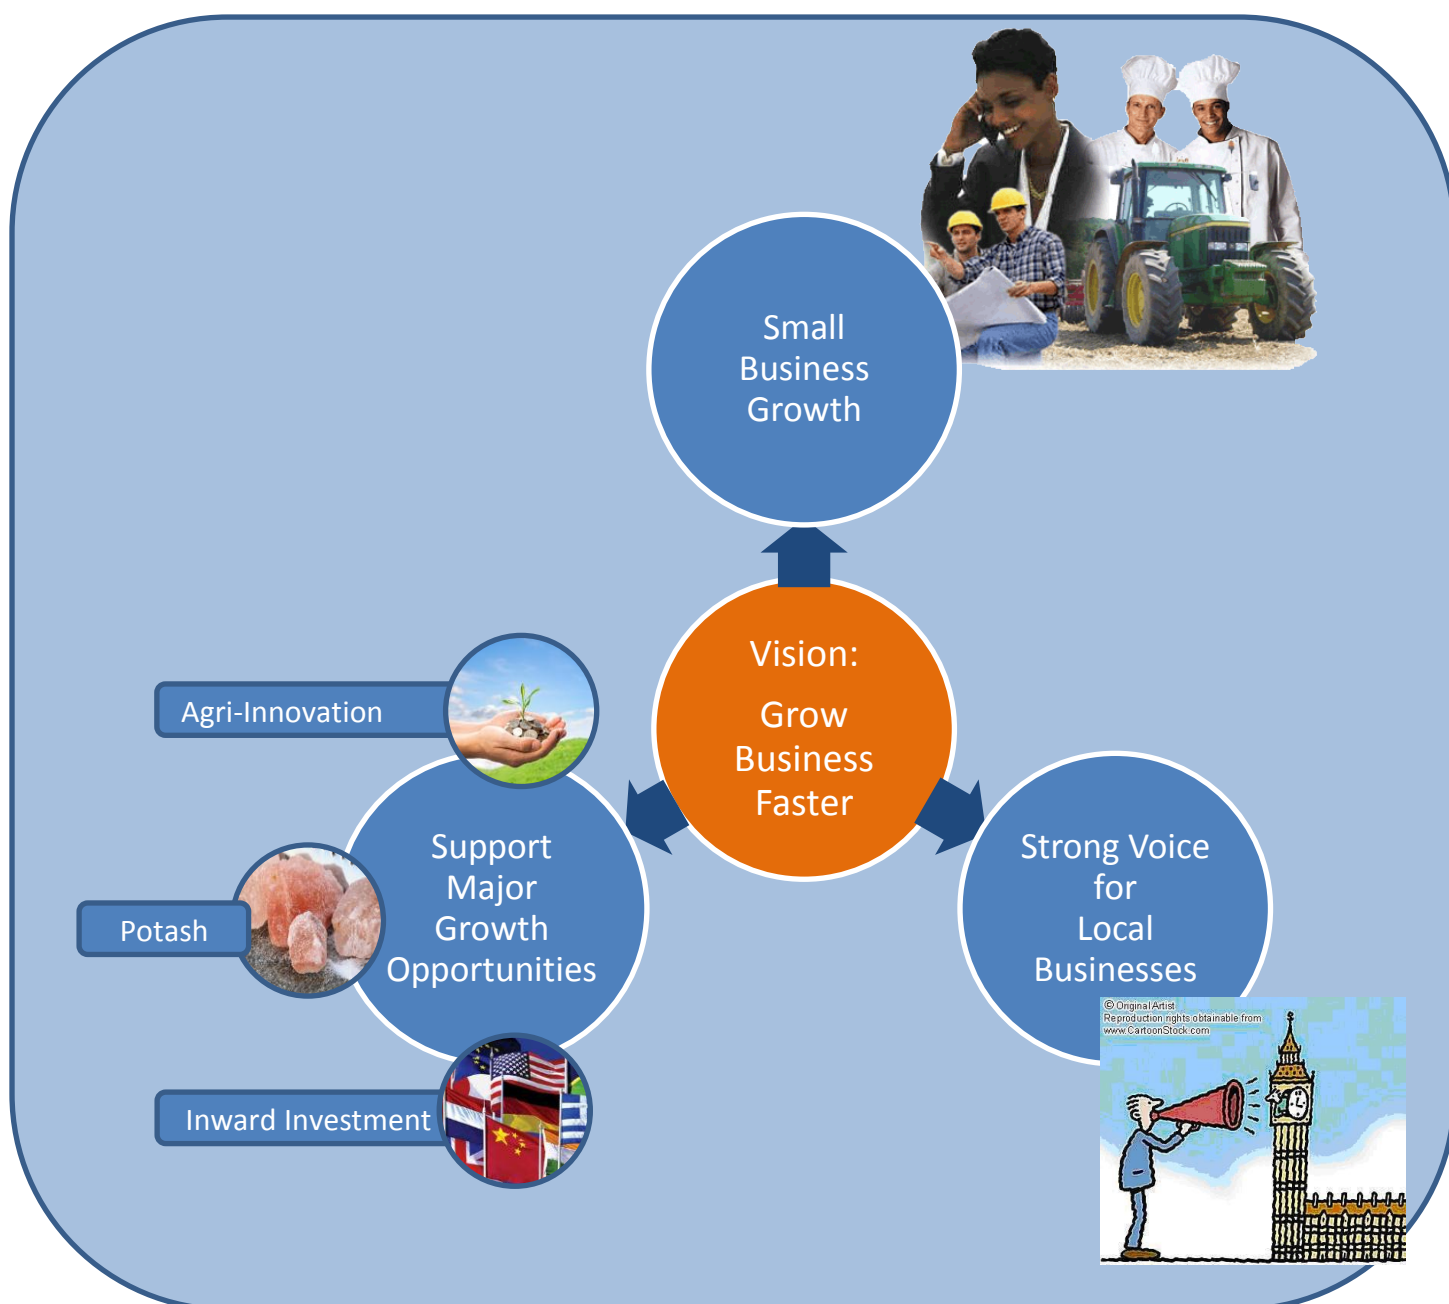 Small
Business
Growth
Vision:
Grow
Business
Faster
Agri-Innovation
Support
Major
Growth
Opportunities
Potash
Inward Investment
Strong Voice
for
Local
Businesses
© Original Artist
Reproduction rights obtainable from
www.CartoonStock.com